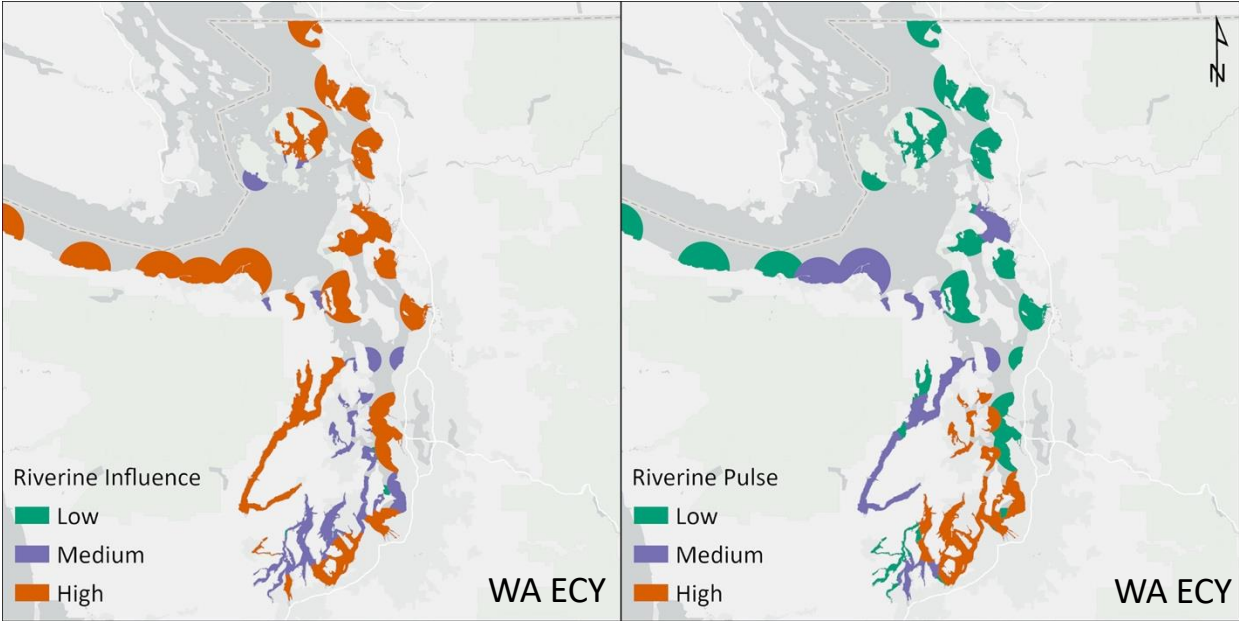 N
Riverine Influence
Low
Medium
High
WA ECY
Riverine Pulse
Low
Medium
High
WA ECY